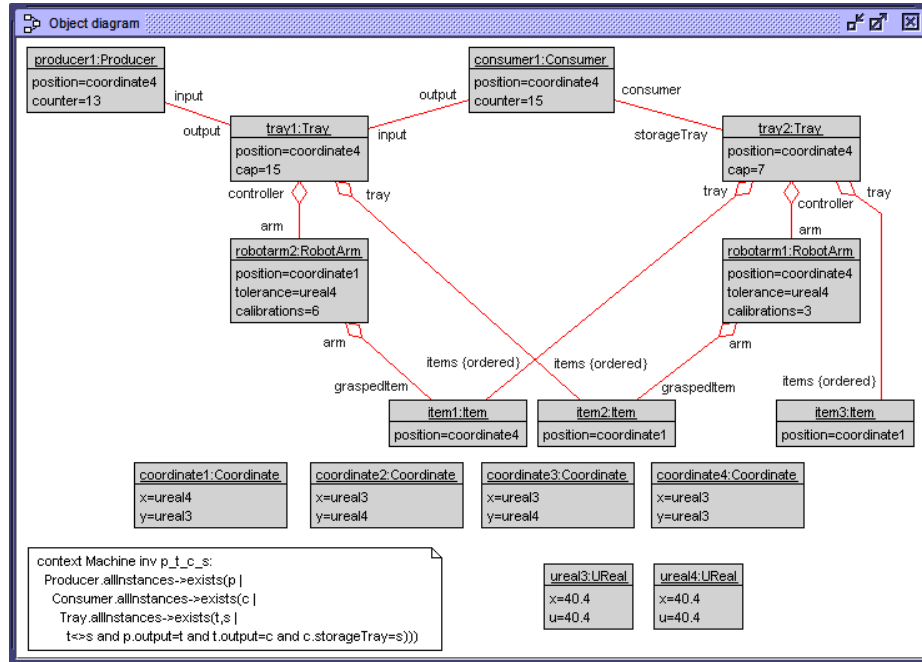 Object diagram
producer1:Producer
position=coordinate4
counter=13
consumer1:Consumer
position=coordinate4
counter=15
input
output
output
input
consumer
storageTray
tray1:Tray
position=coordinate4
cap=15
tray2:Tray
position=coordinate4
cap=7
controller
tray
tray
tray
controller
arm
arm
robotarm2:RobotArm
position=coordinate1
tolerance=ureal4
calibrations=6
robotarm1:RobotArm
position=coordinate4
tolerance=ureal4
calibrations=3
arm
arm
items {ordered}
items {ordered}
graspedItem
graspedItem
items {ordered}
item1:Item
position=coordinate4
item2:Item
position=coordinate1
item3:Item
position=coordinate1
coordinate1:Coordinate
x=ureal4
y=ureal3
coordinate2:Coordinate
x=ureal3
y=ureal4
coordinate3:Coordinate
x=ureal3
y=ureal4
coordinate4:Coordinate
x=ureal3
y=ureal3
context Machine inv p_t_c_s:
Producer.allInstances->exists(p |
Consumer.allInstances->exists(c |
Tray.allInstances->exists(t,s |
t<>s and p.output=t and t.output=c and c.storageTray=s)))
ureal3:UReal
x=40.4
u=40.4
ureal4:UReal
x=40.4
u=40.4